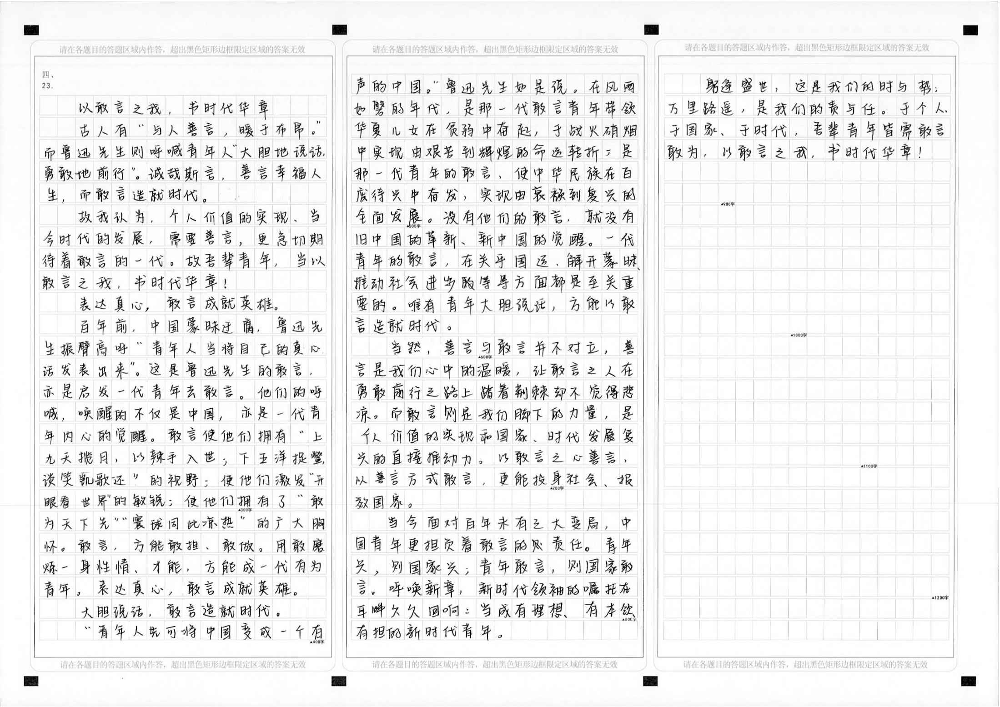 请在各题目的答题区域内作答，超出黑色矩形边框限定区域的答案无效
四、
23.
以敢言之我，书时代华章
古人有“与人善言，暖于布帛。”
而鲁迅先生则呼喊青年人“大胆地说话，
勇敢地前行”。诚哉斯言，善言幸福人
生，而敢言造就时代。
故我认为，个人价值的实现、当
今时代的发展，需要善言，更急切期
待着敢言的一代。故吾辈青年，当以
敢言之我，书时代华章！
表达真心，敢言成就英雄。
百年前，中国蒙昧迂腐，鲁迅先
生振臂高呼“青年人当将自己的真心
话发表出来”。这是鲁迅先生的敢言，
亦是启发一代青年去敢言。他们的呼
喊，唤醒的不仅是中国，亦是一代青
年内心的觉醒。敢言使他们拥有“上
九天揽月，以辣手入世；下五洋捉鳖，
谈笑凯歌还”的视野；使他们激发“开
眼看世界”的敏锐；使他们拥有了“敢
▲300字
为天下先”“寰球同此凉热”的广大胸
怀。敢言，方能敢担、敢做。用敢磨
炼一身性情、才能，方能成一代有为
青年。表达真心，敢言成就英雄。
大胆说话，敢言造就时代。
“青年人先可将中国变成一个有
▲400字
请在各题目的答题区域内作答，超出黑色矩形边框限定区域的答案无效
请在各题目的答题区域内作答，超出黑色矩形边框限定区域的答案无效
声的中国。”鲁迅先生如是说。在风雨
如磐的年代，是那一代敢言青年带领
华夏儿女在贫弱中奋起，于战火硝烟
中实现由艰苦到辉煌的命运转折；是
那一代青年的敢言、使中华民族在百
废待兴中奋发，实现由衰颓到复兴的
全面发展。没有他们的敢言，就没有
▲500字
旧中国的革新、新中国的觉醒。一代
青年的敢言，在关乎国运、解开蒙昧、
推动社会进步的等等方面都是至关重
要的。唯有青年大胆说话，方能以敢
言造就时代。
当然，善言与敢言并不对立，善
▲600字
言是我们心中的温暖，让敢言之人在
勇敢前行之路上踏着荆棘却不觉得悲
凉。而敢言则是我们脚下的力量，是
个人价值的实现和国家、时代发展复
兴的直接推动力。以敢言之心善言，
以善言方式敢言，更能投身社会、报
▲700字
效国家。
当今面对百年未有之大变局，中
国青年更担负着敢言的责任。青年
兴，则国家兴；青年敢言，则国家敢
言。呼唤新章，新时代领袖的嘱托在
耳畔久久回响：当成有理想、有本领、
▲800字
有担的新时代青年。
请在各题目的答题区域内作答，超出黑色矩形边框限定区域的答案无效
请在各题目的答题区域内作答，超出黑色矩形边框限定区域的答案无效
躬逢盛世，这是我们的时与势；
万里路遥，是我们的责与任。于个人、
于国家、于时代，吾辈青年皆需敢言
敢为，以敢言之我，书时代华章！
▲900字
▲1000字
▲1100字
▲1200字
请在各题目的答题区域内作答，超出黑色矩形边框限定区域的答案无效